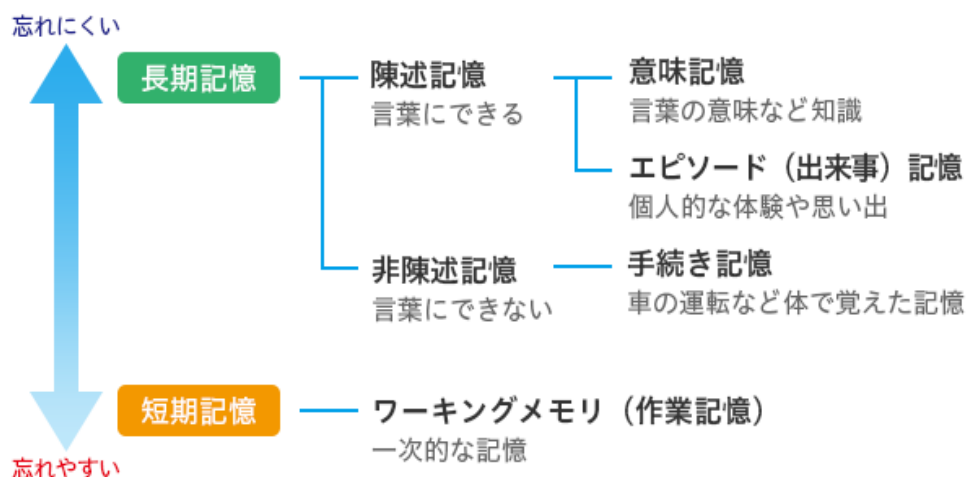 忘れにくい
長期記憶
陳述記憶
言葉にできる
意味記憶
言葉の意味など知識
エピソード（出来事）記憶
個人的な体験や思い出
非陳述記憶
言葉にできない
手続き記憶
車の運転など体で覚えた記憶
短期記憶
ワーキングメモリ（作業記憶）
一次的な記憶
忘れやすい